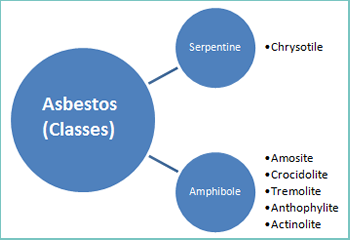 Asbestos
(Classes)
Serpentine
•Chrysotile
Amphibole
•Amosite
•Crocidolite
•Tremolite
•Anthophylite
•Actinolite